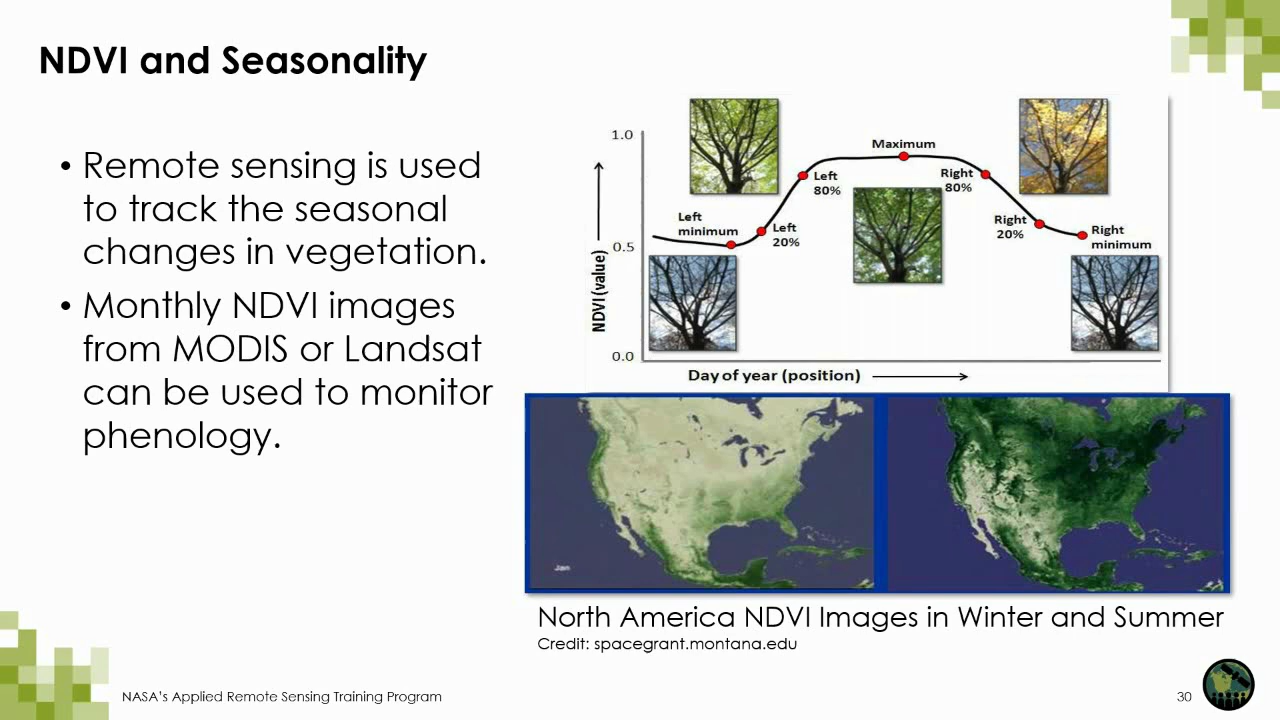 NDVI and Seasonality
• Remote sensing is used
to track the seasonal
changes in vegetation.
• Monthly NDVI images
from MODIS or Landsat
can be used to monitor
phenology.
1.0
0.5
0.0
NDVI (value)
Left
minimum
Left
20%
Left
80%
Maximum
Right
80%
Right
20%
Right
minimum
Day of year (position)
Jan
North America NDVI Images in Winter and Summer
Credit: spacegrant.montana.edu
NASA's Applied Remote Sensing Training Program
30